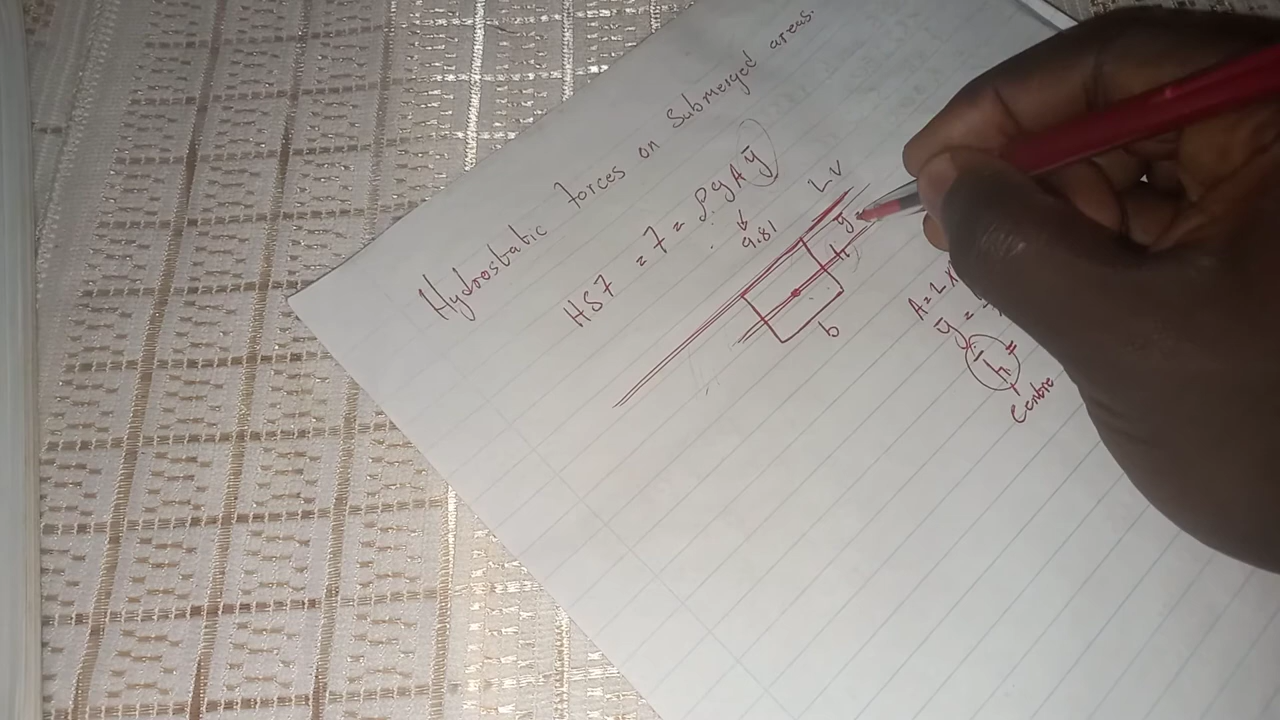 Hydrostatic forces on submerged areas.
HSF = F = ρgAȳ
9.81
LV
ȳ =
h
b
A = L x
ȳ =
h̄ =
Centre